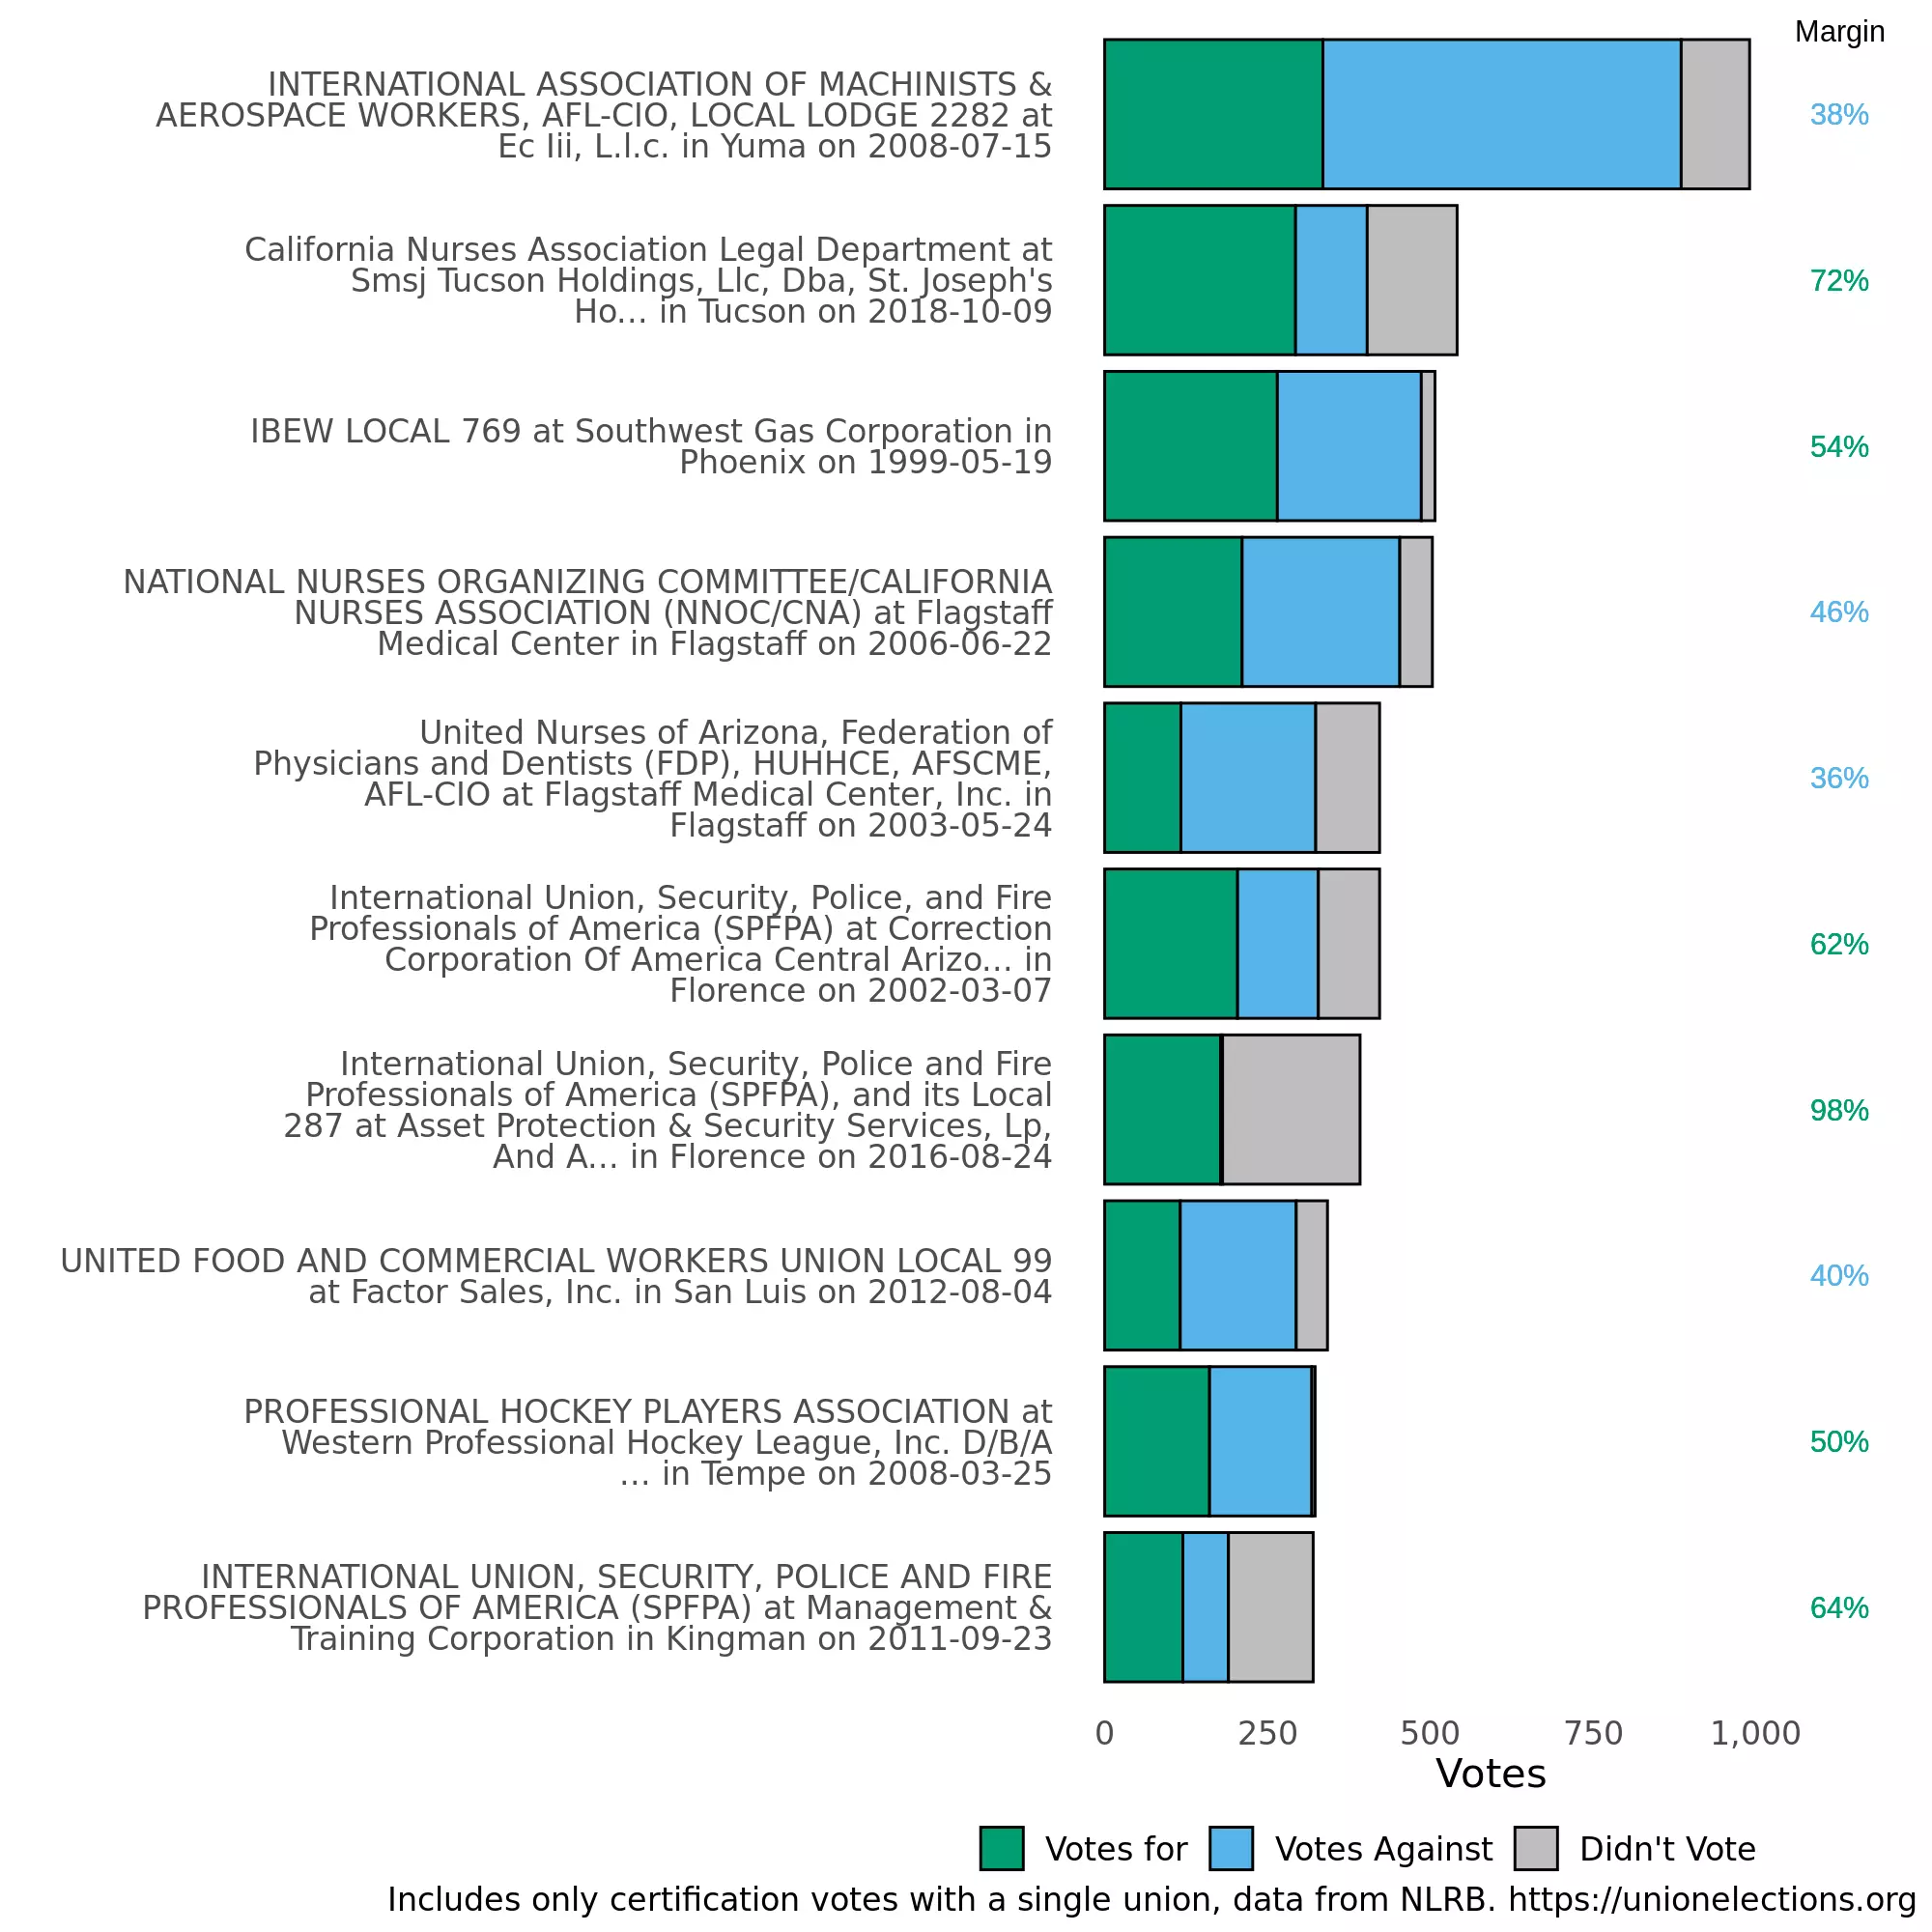 Margin
INTERNATIONAL ASSOCIATION OF MACHINISTS &
AEROSPACE WORKERS, AFL-CIO, LOCAL LODGE 2282 at
Ec Iii, L.l.c. in Yuma on 2008-07-15
38%
California Nurses Association Legal Department at
Smsj Tucson Holdings, Llc, Dba, St. Joseph's
Ho... in Tucson on 2018-10-09
72%
IBEW LOCAL 769 at Southwest Gas Corporation in
Phoenix on 1999-05-19
54%
NATIONAL NURSES ORGANIZING COMMITTEE/CALIFORNIA
NURSES ASSOCIATION (NNOC/CNA) at Flagstaff
Medical Center in Flagstaff on 2006-06-22
46%
United Nurses of Arizona, Federation of
Physicians and Dentists (FDP), HUHHCE, AFSCME,
AFL-CIO at Flagstaff Medical Center, Inc. in
Flagstaff on 2003-05-24
36%
International Union, Security, Police, and Fire
Professionals of America (SPFPA) at Correction
Corporation Of America Central Arizo... in
Florence on 2002-03-07
62%
International Union, Security, Police and Fire
Professionals of America (SPFPA), and its Local
287 at Asset Protection & Security Services, Lp,
And A... in Florence on 2016-08-24
98%
UNITED FOOD AND COMMERCIAL WORKERS UNION LOCAL 99
at Factor Sales, Inc. in San Luis on 2012-08-04
40%
PROFESSIONAL HOCKEY PLAYERS ASSOCIATION at
Western Professional Hockey League, Inc. D/B/A
... in Tempe on 2008-03-25
50%
INTERNATIONAL UNION, SECURITY, POLICE AND FIRE
PROFESSIONALS OF AMERICA (SPFPA) at Management &
Training Corporation in Kingman on 2011-09-23
64%
0 250 500 750 1,000
Votes
Votes for Votes Against Didn't Vote
Includes only certification votes with a single union, data from NLRB. https://unionelections.org